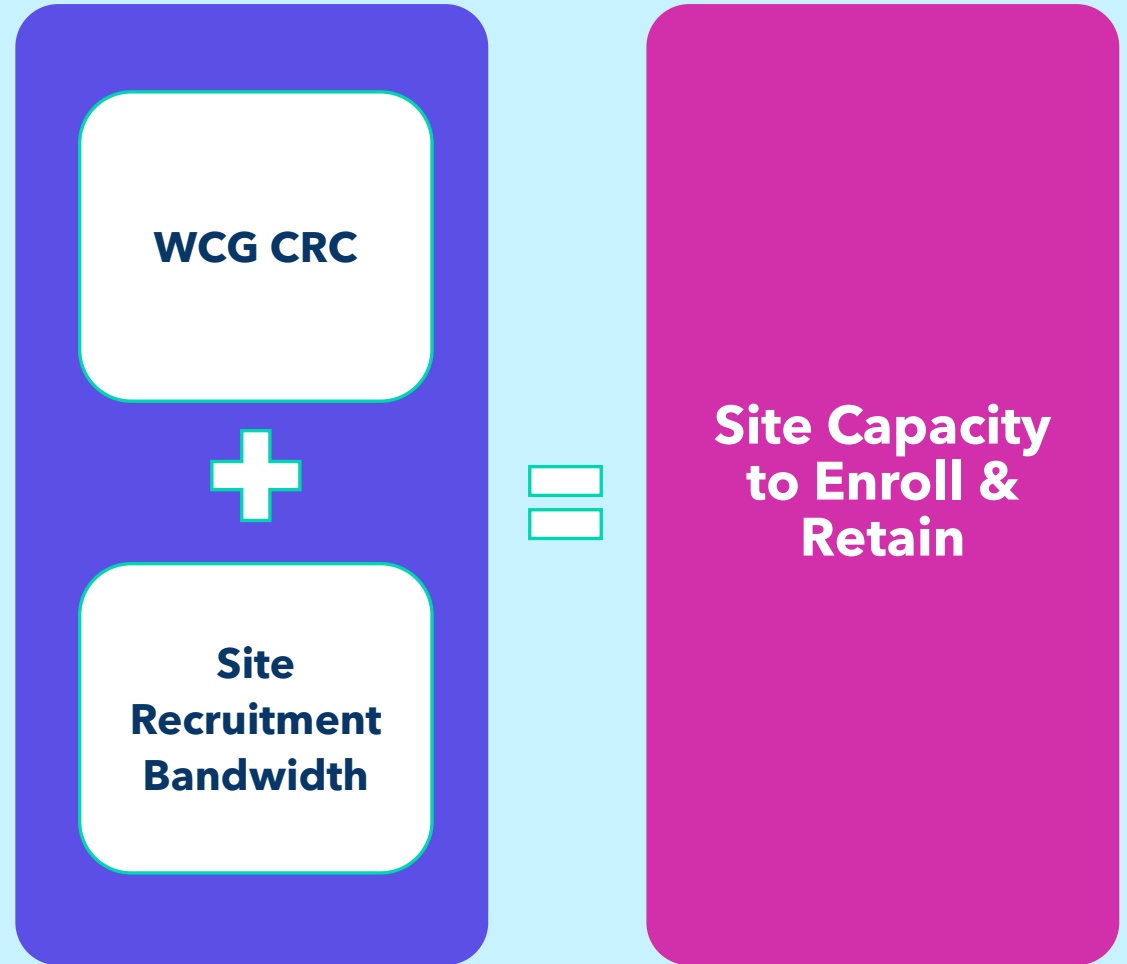 WCG CRC
Site
Recruitment
Bandwidth
Site Capacity
to Enroll &
Retain